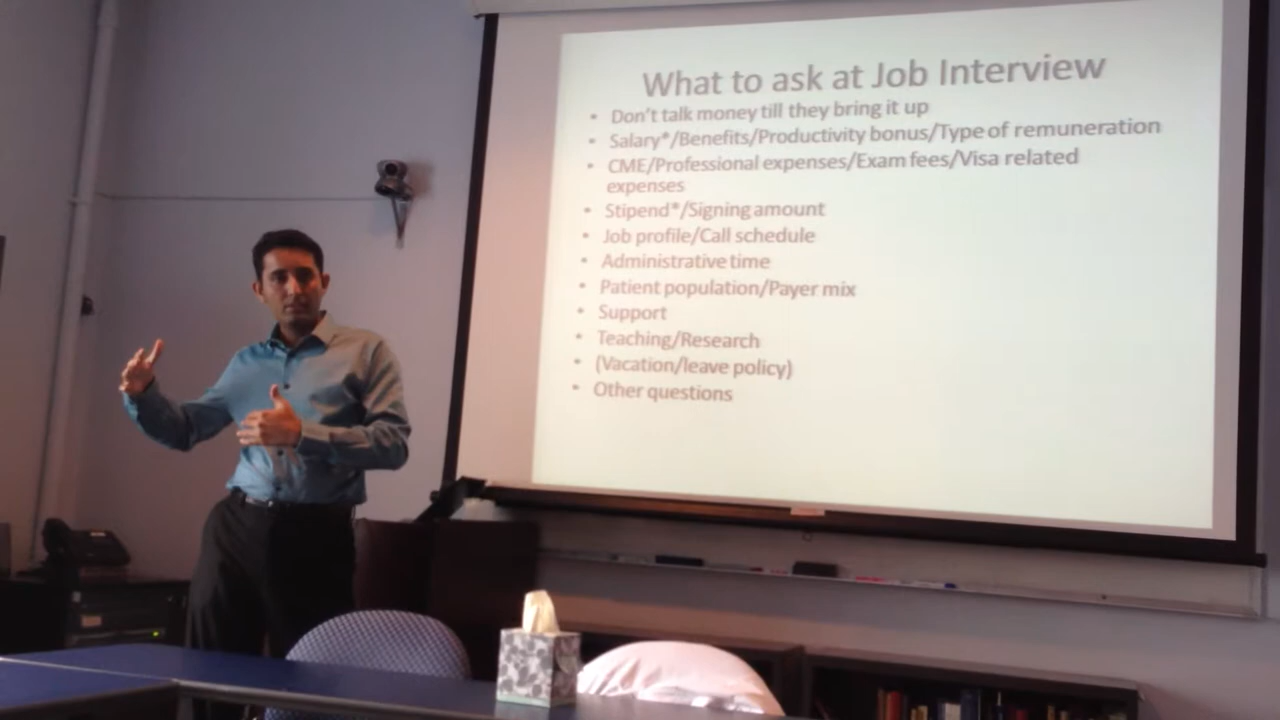 What to ask at Job Interview
• Don't talk money till they bring it up
• Salary*/Benefits/Productivity bonus/Type of remuneration
• CME/Professional expenses/Exam fees/Visa related
expenses
• Stipend*/Signing amount
• Job profile/Call schedule
• Administrative time
• Patient population/Payer mix
• Support
• Teaching/Research
• (Vacation/leave policy)
• Other questions